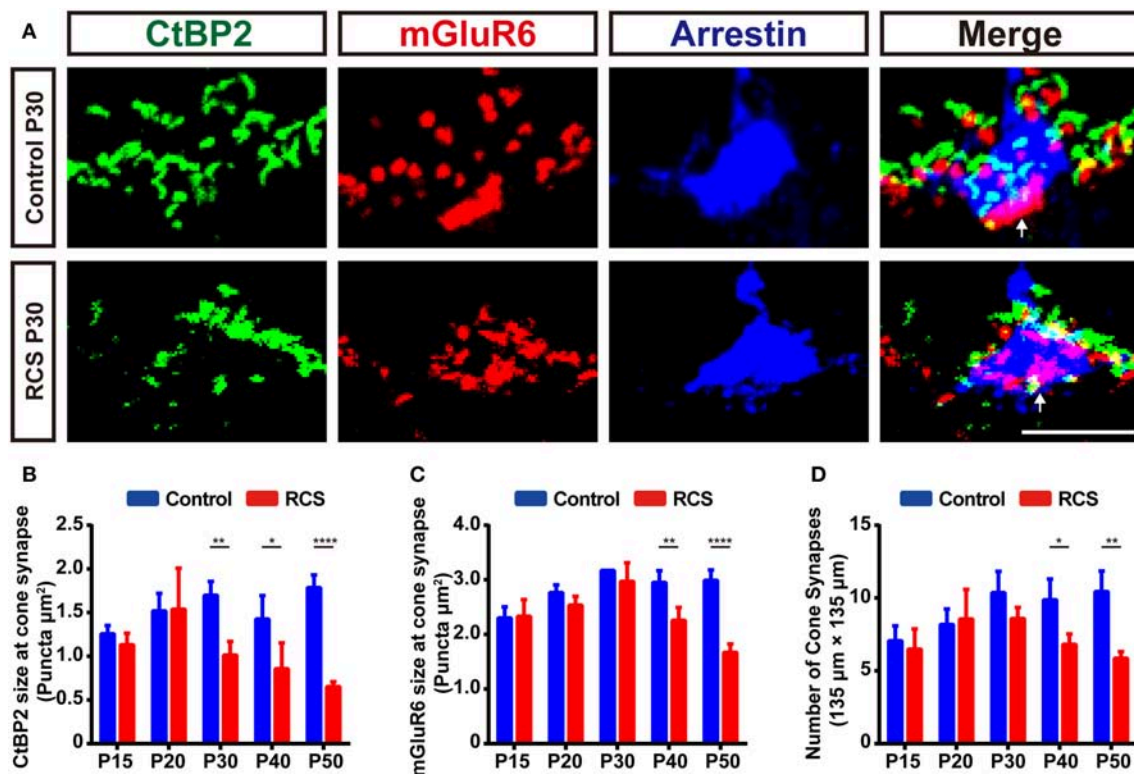 A
CtBP2
mGluR6
Arrestin
Merge
Control P30
RCS P30
B
Control
RCS
CtBP2 size at cone synapse
(Puncta µm²)
2.5
2.0
1.5
1.0
0.5
0
**
*
****
P15
P20
P30
P40
P50
C
Control
RCS
mGluR6 size at cone synapse
(Puncta µm²)
4.0
3.0
2.0
1.0
0
**
****
P15
P20
P30
P40
P50
D
Control
RCS
Number of Cone Synapses
(135 µm × 135 µm)
15
10
5
0
*
**
P15
P20
P30
P40
P50